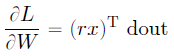 ∂L/∂W = (rx)ᵀ dout